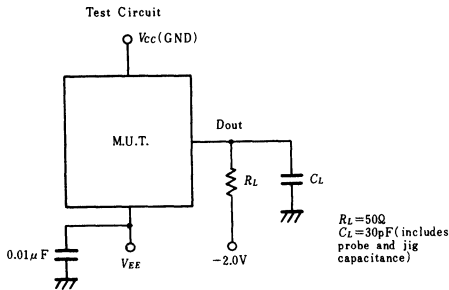 Test Circuit
Vcc(GND)
M.U.T.
Dout
RL
CL
RL=50Ω
CL=30pF(includes
probe and jig
capacitance)
0.01μF
VEE
−2.0V